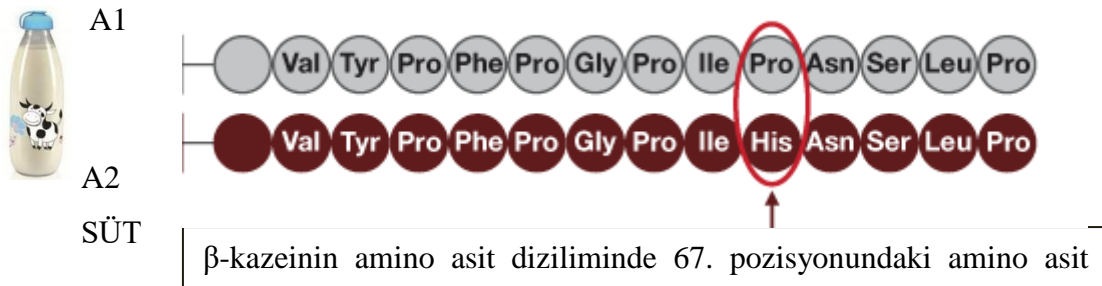 A1
Val Tyr Pro Phe Pro Gly Pro Ile Pro Asn Ser Leu Pro
Val Tyr Pro Phe Pro Gly Pro Ile His Asn Ser Leu Pro
A2
SÜT
β-kazeinin amino asit diziliminde 67. pozisyonundaki amino asit